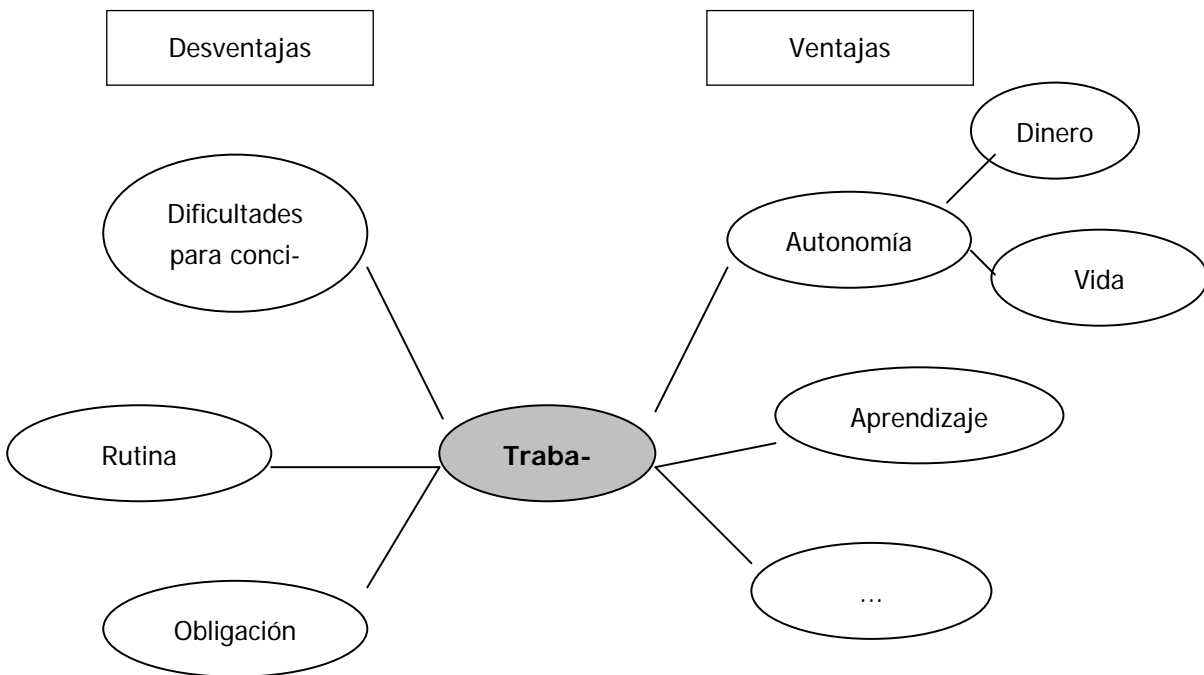 Desventajas
Ventajas
Dinero
Dificultades
para conci-
Autonomía
Vida
Aprendizaje
Rutina
Traba-
...
Obligación